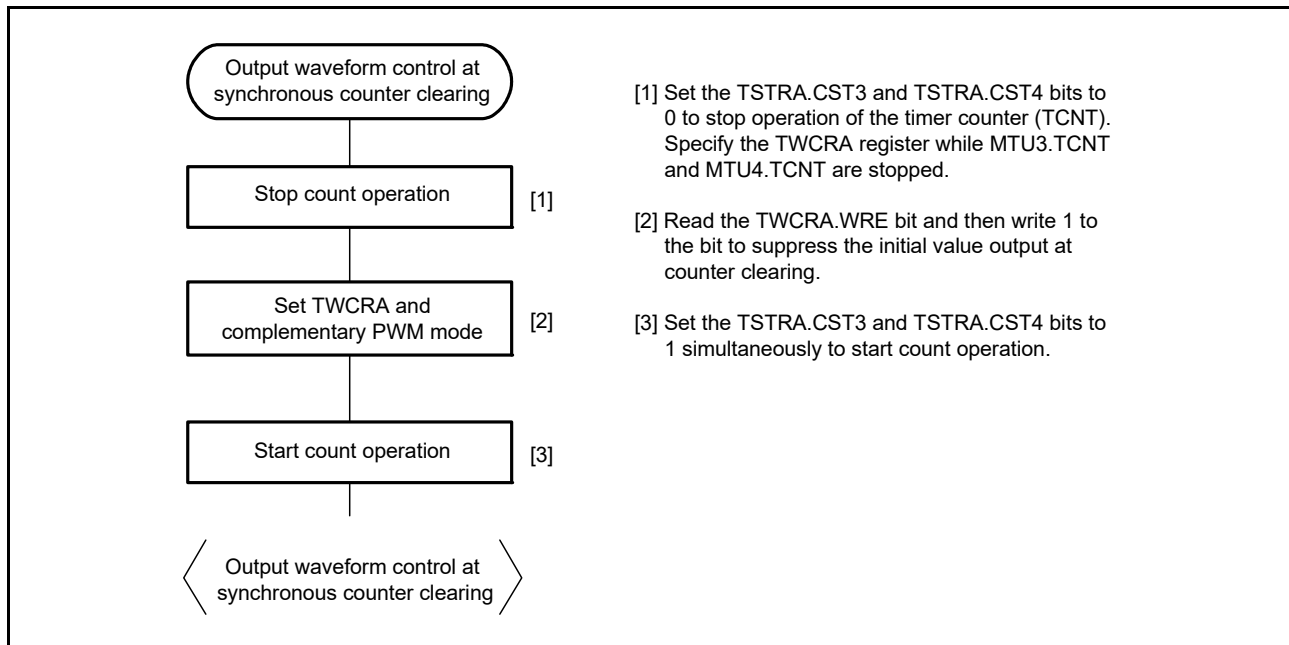 Output waveform control at
synchronous counter clearing
Stop count operation
[1]
Set TWCRA and
complementary PWM mode
[2]
Start count operation
[3]
Output waveform control at
synchronous counter clearing
[1] Set the TSTRA.CST3 and TSTRA.CST4 bits to
0 to stop operation of the timer counter (TCNT).
Specify the TWCRA register while MTU3.TCNT
and MTU4.TCNT are stopped.
[2] Read the TWCRA.WRE bit and then write 1 to
the bit to suppress the initial value output at
counter clearing.
[3] Set the TSTRA.CST3 and TSTRA.CST4 bits to
1 simultaneously to start count operation.